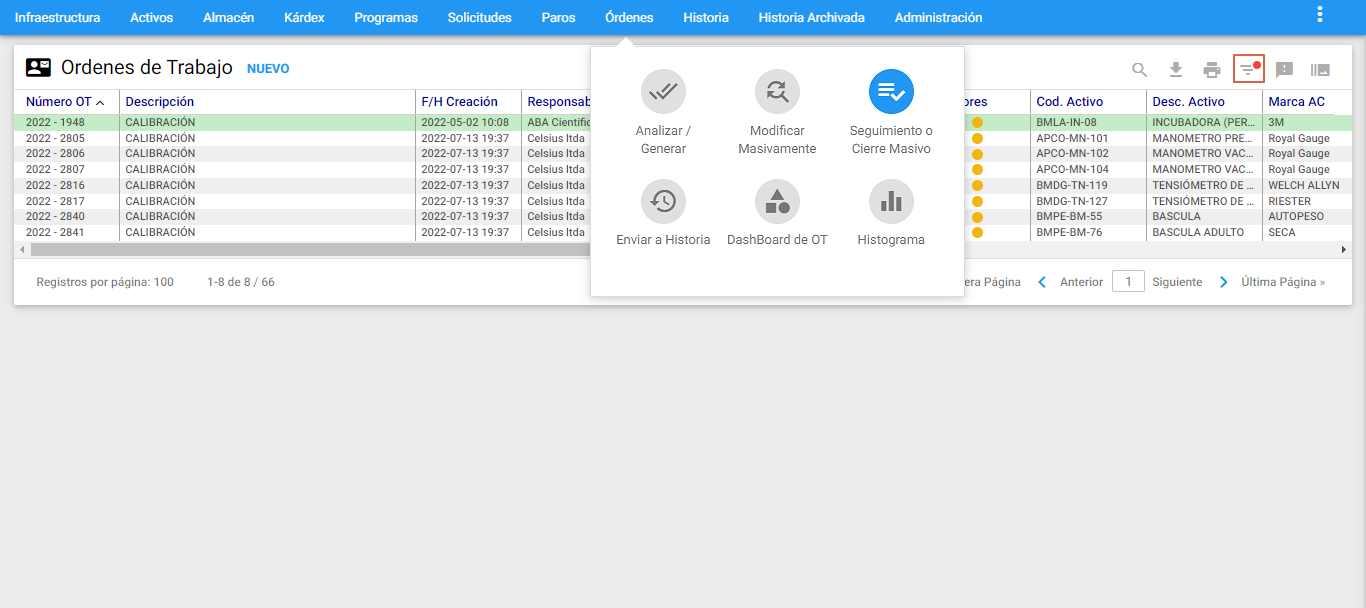 Infraestructura Activos Almacén Kárdex Programas Solicitudes Paros Órdenes Historia Historia Archivada Administración
Ordenes de Trabajo NUEVO
Número OT Descripción F/H Creación Responsab ores Cod. Activo Desc. Activo Marca AC
2022 - 1948 CALIBRACIÓN 2022-05-02 10:08 ABA Científic BMLA-IN-08 INCUBADORA (PER... 3M
2022 - 2805 CALIBRACIÓN 2022-07-13 19:37 Celsius ltda APCO-MN-101 MANOMETRO PRE... Royal Gauge
2022 - 2806 CALIBRACIÓN 2022-07-13 19:37 Celsius ltda APCO-MN-102 MANOMETRO VAC... Royal Gauge
2022 - 2807 CALIBRACIÓN 2022-07-13 19:37 Celsius ltda APCO-MN-104 MANOMETRO VAC... Royal Gauge
2022 - 2816 CALIBRACIÓN 2022-07-13 19:37 Celsius ltda BMDG-TN-119 TENSIÓMETRO DE ... WELCH ALLYN
2022 - 2817 CALIBRACIÓN 2022-07-13 19:37 Celsius ltda BMDG-TN-127 TENSIÓMETRO DE ... RIESTER
2022 - 2840 CALIBRACIÓN 2022-07-13 19:37 Celsius ltda BMPE-BM-55 BASCULA AUTOPESO
2022 - 2841 CALIBRACIÓN 2022-07-13 19:37 Celsius ltda BMPE-BM-76 BASCULA ADULTO SECA
Analizar /
Generar
Modificar
Masivamente
Seguimiento o
Cierre Masivo
Enviar a Historia DashBoard de OT Histograma
Registros por página: 100 1-8 de 8 / 66 era Página Anterior 1 Siguiente Última Página »